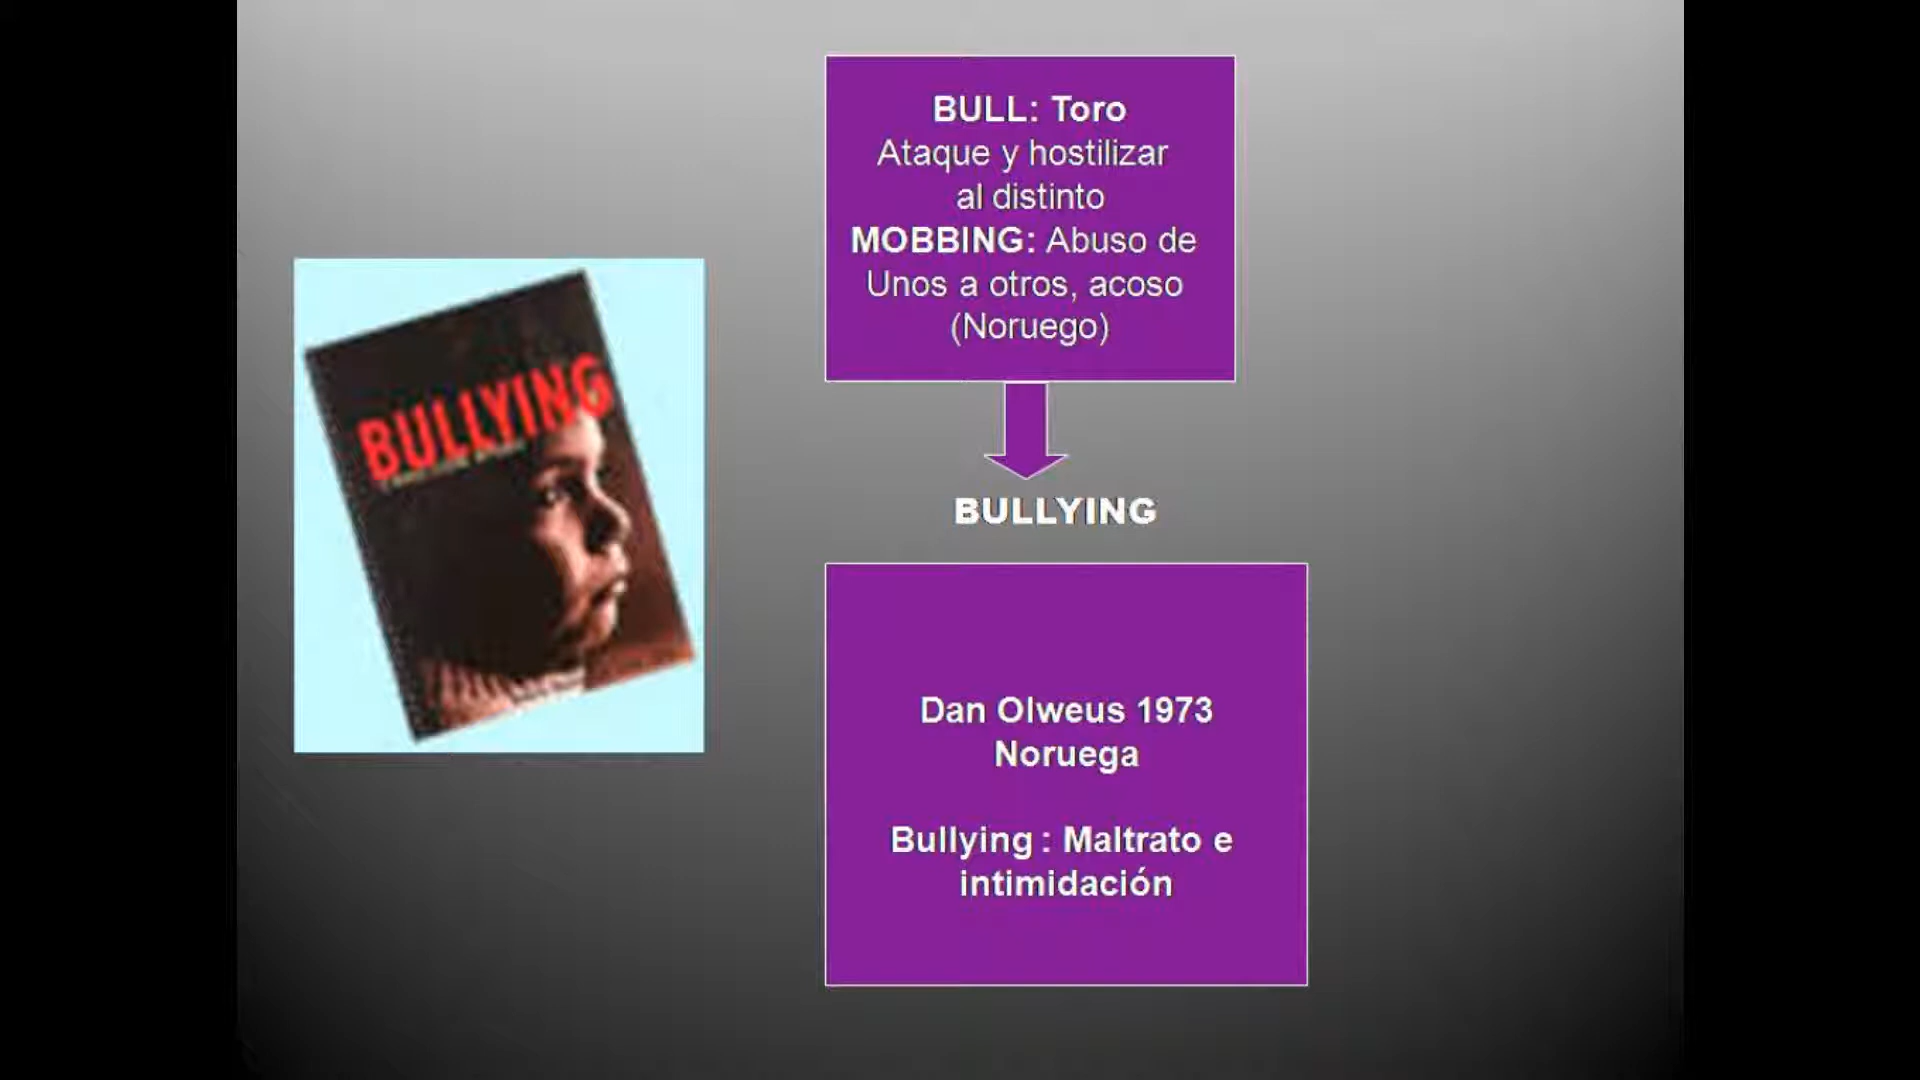 BULL: Toro
Ataque y hostilizar
al distinto
MOBBING: Abuso de
Unos a otros, acoso
(Noruego)
BULLYING
BULLYING
Dan Olweus 1973
Noruega
Bullying : Maltrato e
intimidación